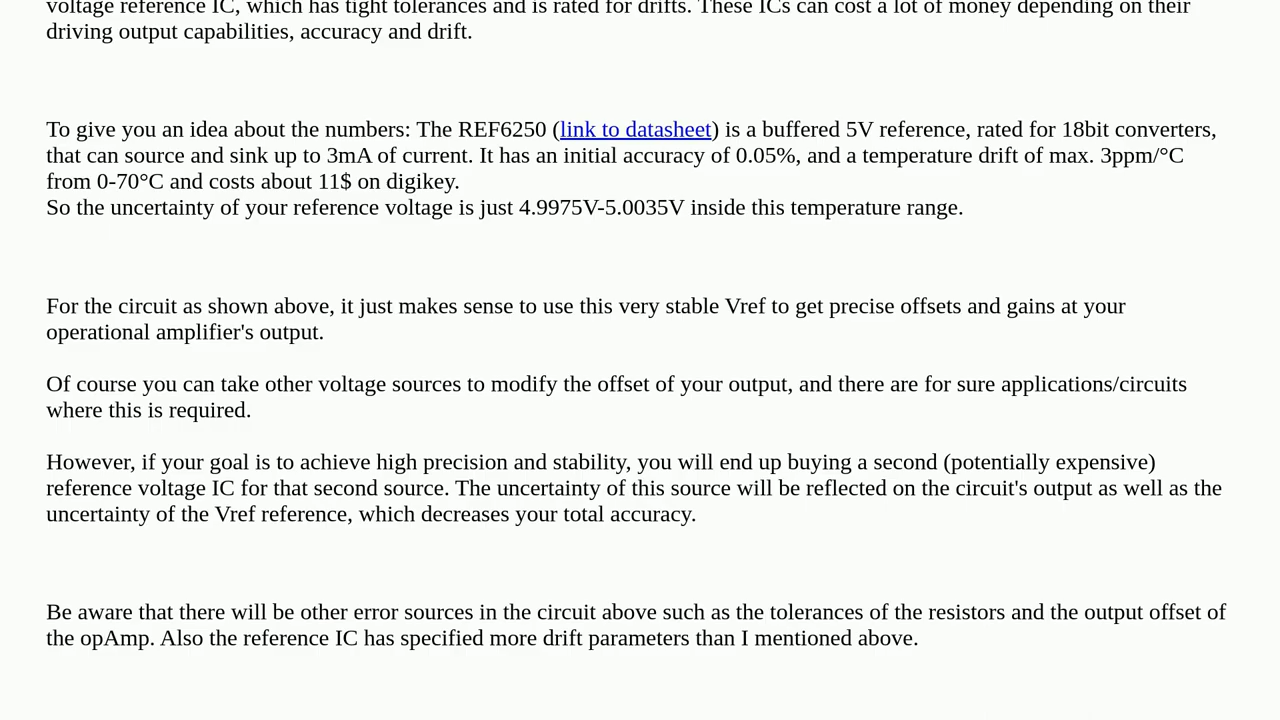 voltage reference IC, which has tight tolerances and is rated for drifts. These ICs can cost a lot of money depending on their
driving output capabilities, accuracy and drift.
To give you an idea about the numbers: The REF6250 (link to datasheet) is a buffered 5V reference, rated for 18bit converters,
that can source and sink up to 3mA of current. It has an initial accuracy of 0.05%, and a temperature drift of max. 3ppm/°C
from 0-70°C and costs about 11$ on digikey.
So the uncertainty of your reference voltage is just 4.9975V-5.0035V inside this temperature range.
For the circuit as shown above, it just makes sense to use this very stable Vref to get precise offsets and gains at your
operational amplifier's output.
Of course you can take other voltage sources to modify the offset of your output, and there are for sure applications/circuits
where this is required.
However, if your goal is to achieve high precision and stability, you will end up buying a second (potentially expensive)
reference voltage IC for that second source. The uncertainty of this source will be reflected on the circuit's output as well as the
uncertainty of the Vref reference, which decreases your total accuracy.
Be aware that there will be other error sources in the circuit above such as the tolerances of the resistors and the output offset of
the opAmp. Also the reference IC has specified more drift parameters than I mentioned above.